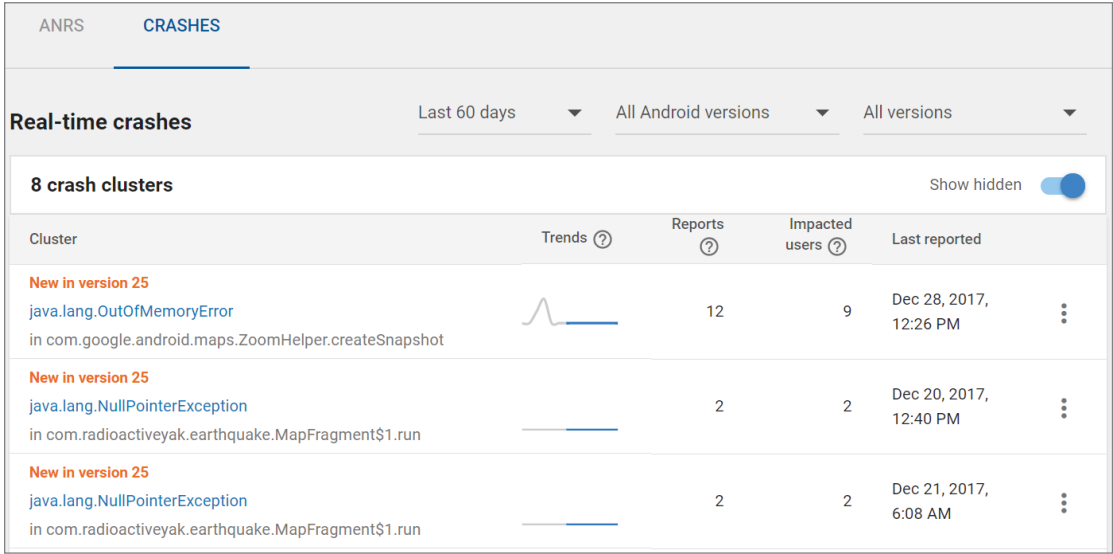 ANRS CRASHES
Real-time crashes Last 60 days All Android versions All versions
8 crash clusters Show hidden
Cluster Trends ? Reports ? Impacted users ? Last reported
New in version 25
java.lang.OutOfMemoryError
in com.google.android.maps.ZoomHelper.createSnapshot
12 9 Dec 28, 2017,
12:26 PM
New in version 25
java.lang.NullPointerException
in com.radioactiveyak.earthquake.MapFragment$1.run
2 2 Dec 20, 2017,
12:40 PM
New in version 25
java.lang.NullPointerException
in com.radioactiveyak.earthquake.MapFragment$1.run
2 2 Dec 21, 2017,
6:08 AM